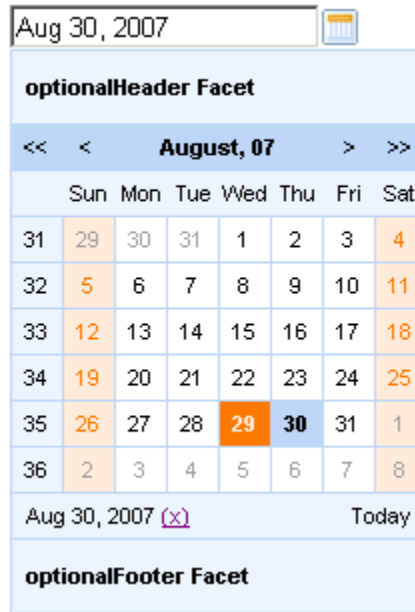 Aug 30, 2007
optionalHeader Facet
<< < August, 07 > >>
Sun Mon Tue Wed Thu Fri Sat
31 29 30 31 1 2 3 4
32 5 6 7 8 9 10 11
33 12 13 14 15 16 17 18
34 19 20 21 22 23 24 25
35 26 27 28 29 30 31 1
36 2 3 4 5 6 7 8
Aug 30, 2007 (x) Today
optionalFooter Facet